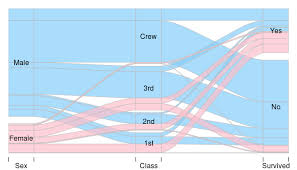 Yes
Crew
Male
3rd
No
2nd
Female
1st
Sex Class Survived